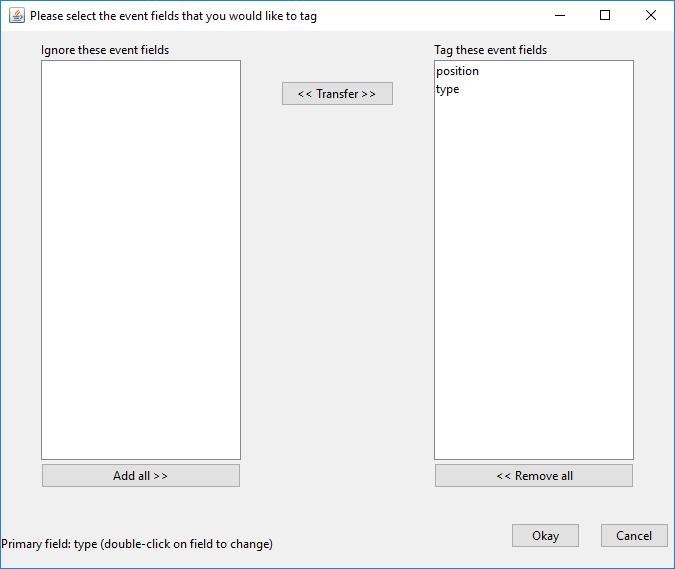 Please select the event fields that you would like to tag
Ignore these event fields
Tag these event fields
position
type
<< Transfer >>
Add all >>
<< Remove all
Okay
Cancel
Primary field: type (double-click on field to change)